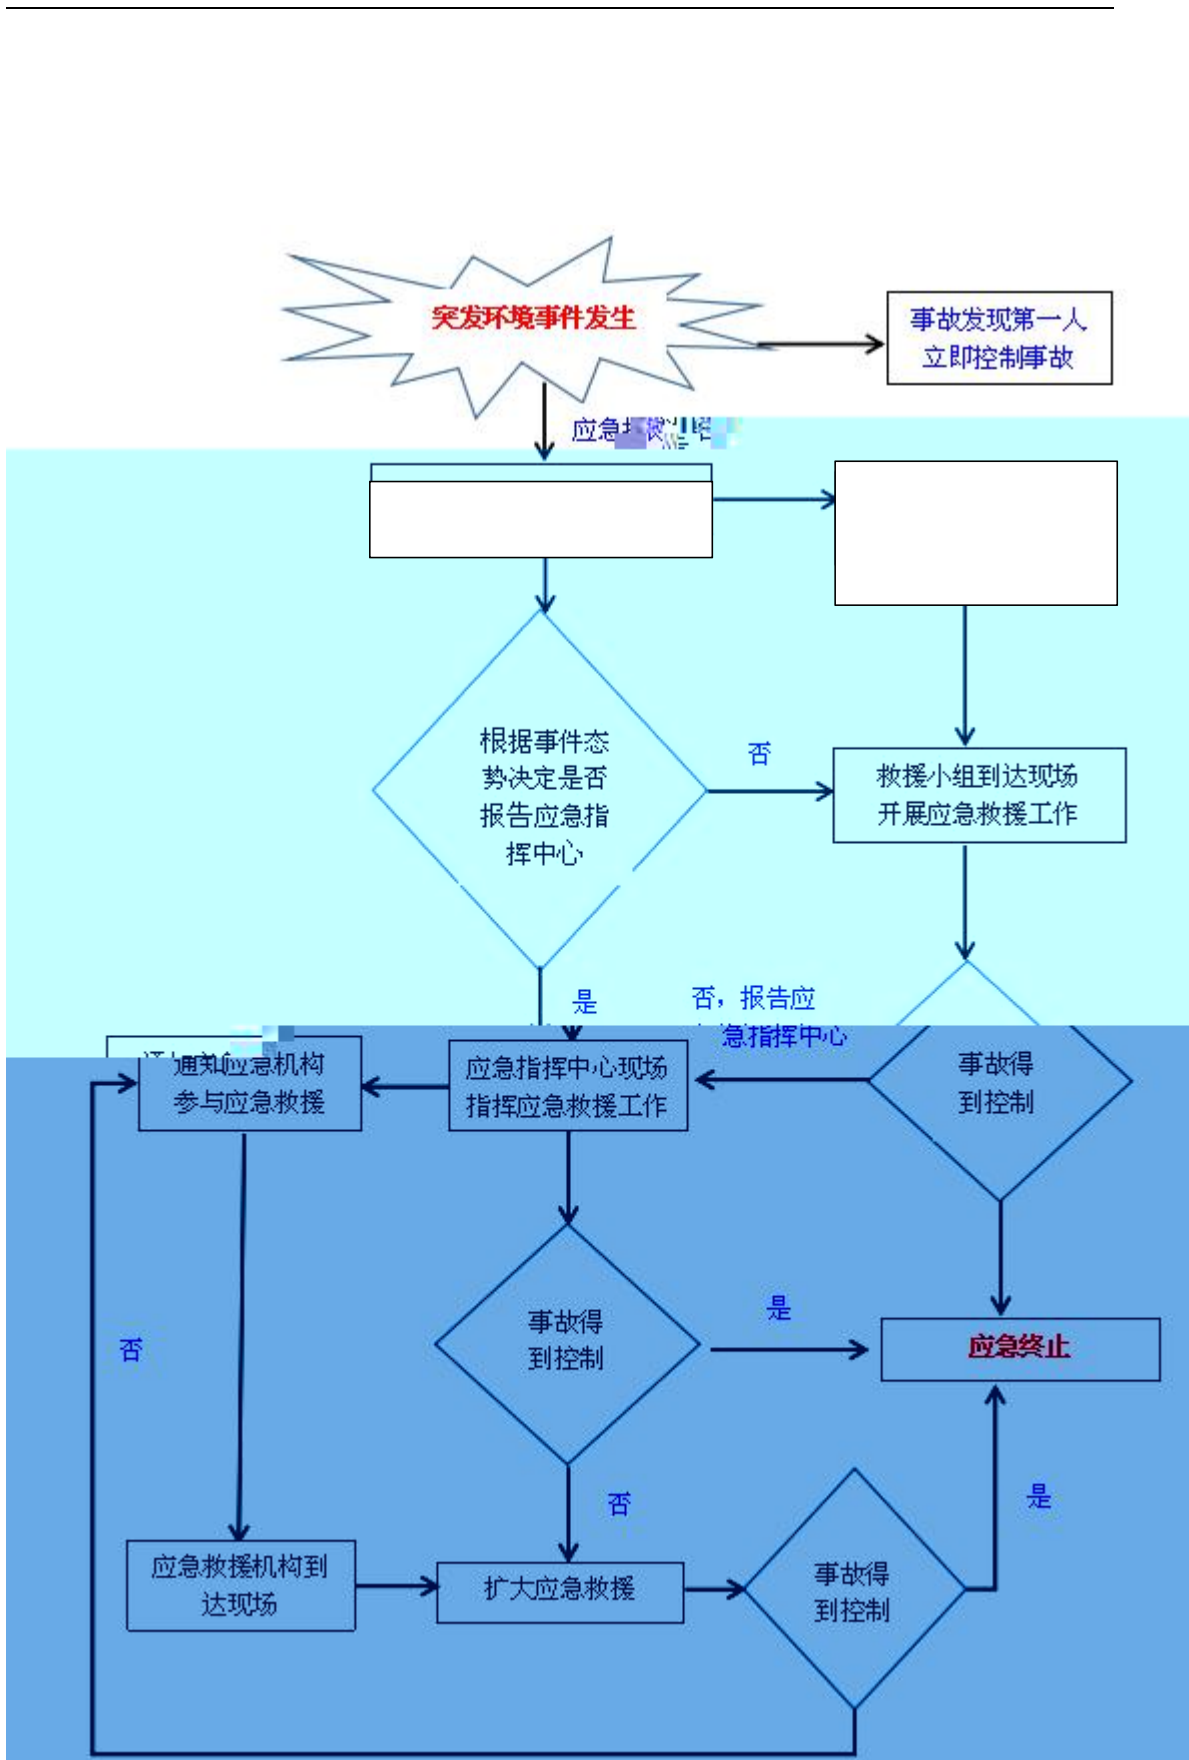 突发环境事件发生
事故发现第一人
立即控制事故
应急
根据事件态
势决定是否
报告应急指
挥中心
否
救援小组到达现场
开展应急救援工作
是
否，报告应
急指挥中心
通知应急机构
参与应急救援
应急指挥中心现场
指挥应急救援工作
事故得
到控制
事故得
到控制
是
应急终止
否
否
是
应急救援机构到
达现场
扩大应急救援
事故得
到控制